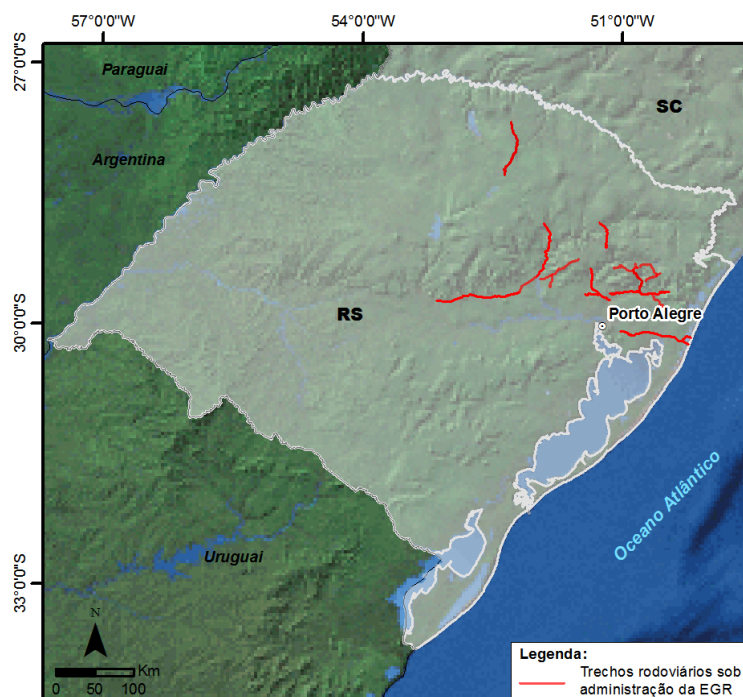 57°0'0"W
54°0'0"W
51°0'0"W
27°0'0"S
Paraguai
SC
Argentina
RS
Porto Alegre
30°0'0"S
Oceano Atlântico
Uruguai
33°0'0"S
N
Km
0 50 100
Legenda:
Trechos rodoviários sob
administração da EGR